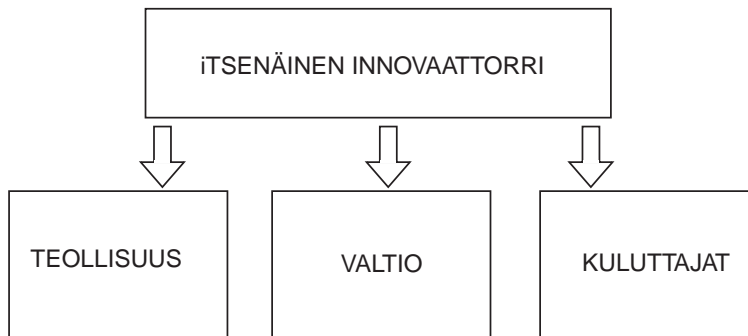 iTSENÄINEN INNOVAATTORRI
TEOLLISUUS
VALTIO
KULUTTAJAT